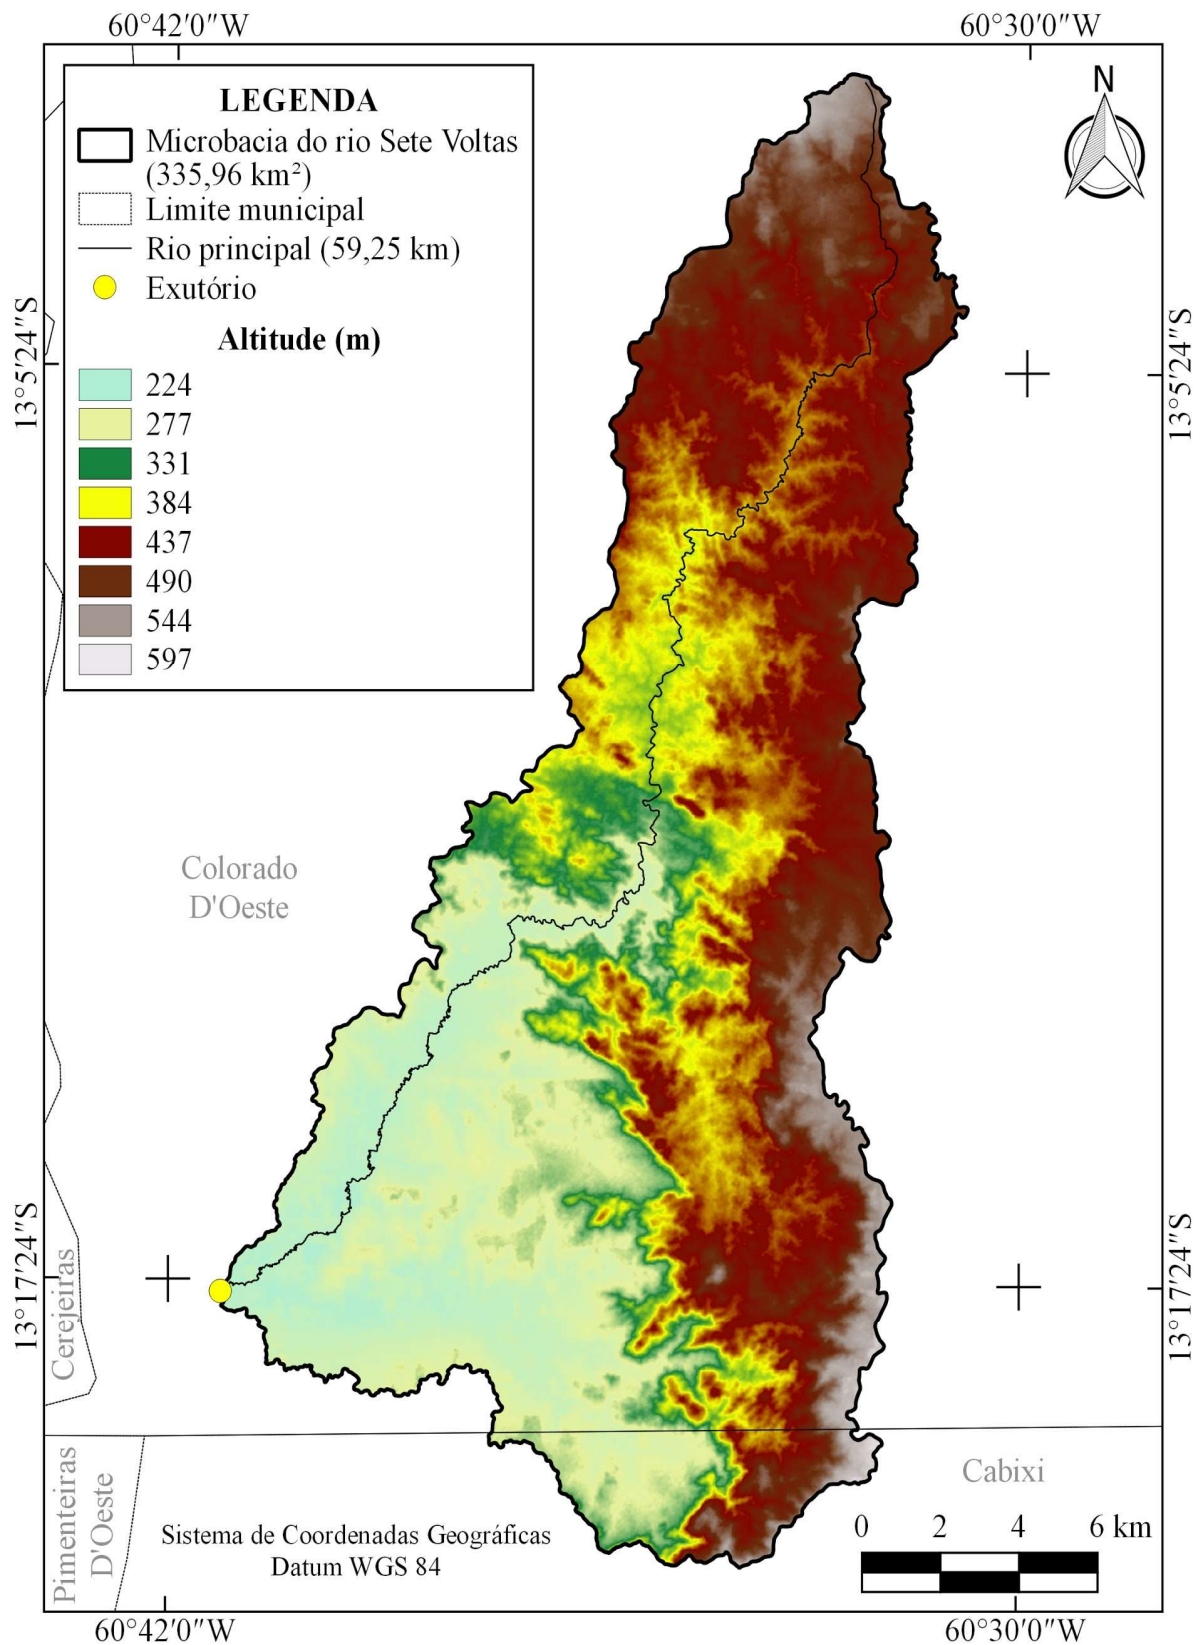 60°42'0"W
60°30'0"W
N
LEGENDA
Microbacia do rio Sete Voltas
(335,96 km²)
Limite municipal
Rio principal (59,25 km)
Exutório
Altitude (m)
224
277
331
384
437
490
544
597
13°5'24"S
13°5'24"S
Colorado
D'Oeste
13°17'24"S
13°17'24"S
Cerejeiras
Pimenteiras
D'Oeste
Cabixi
Sistema de Coordenadas Geográficas
Datum WGS 84
0 2 4 6 km
60°42'0"W
60°30'0"W